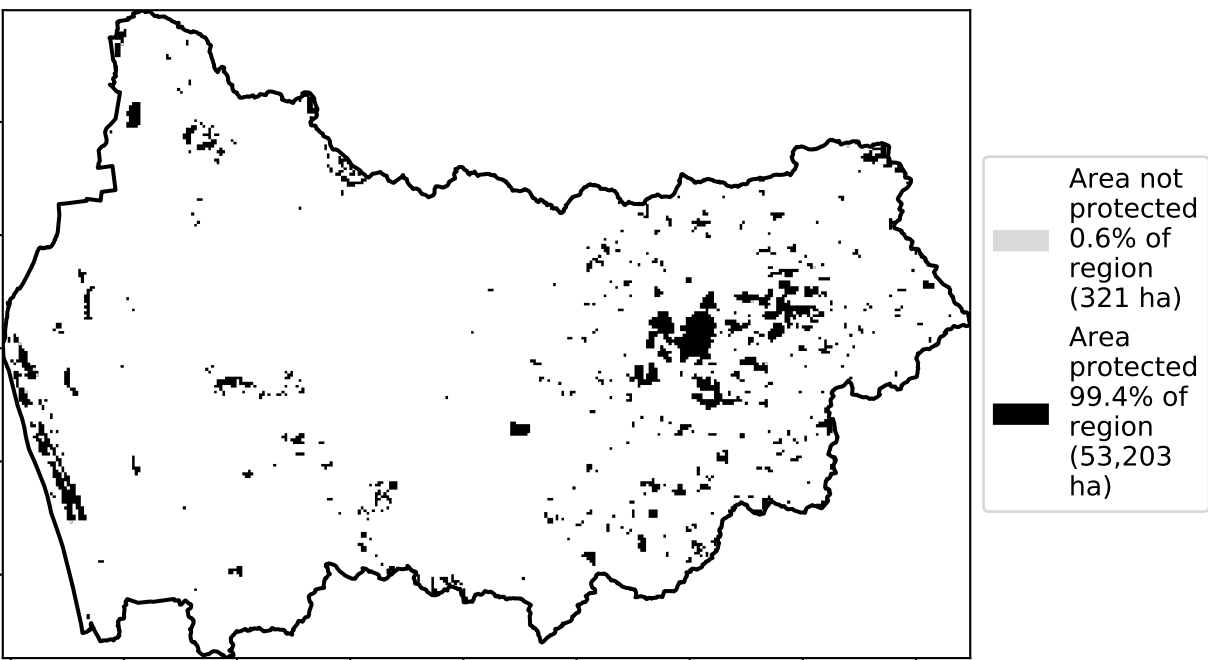 Area not
protected
0.6% of
region
(321 ha)
Area
protected
99.4% of
region
(53,203
ha)